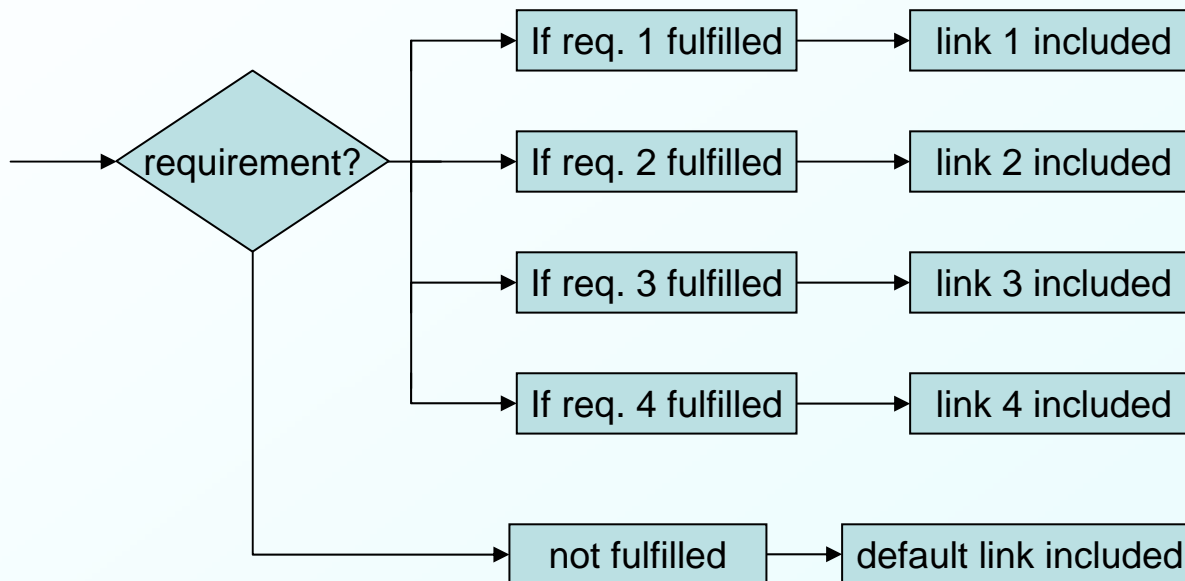 If req. 1 fulfilled
link 1 included
requirement?
If req. 2 fulfilled
link 2 included
If req. 3 fulfilled
link 3 included
If req. 4 fulfilled
link 4 included
not fulfilled
default link included